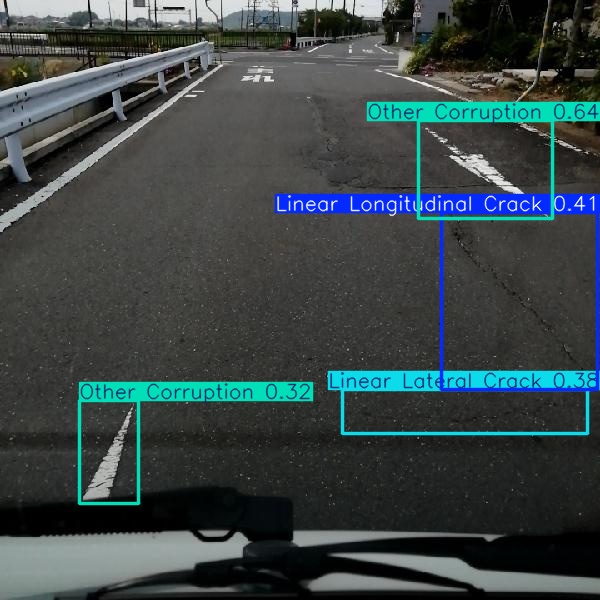 Other Corruption 0.64
Linear Longitudinal Crack 0.41
Linear Lateral Crack 0.38
Other Corruption 0.32